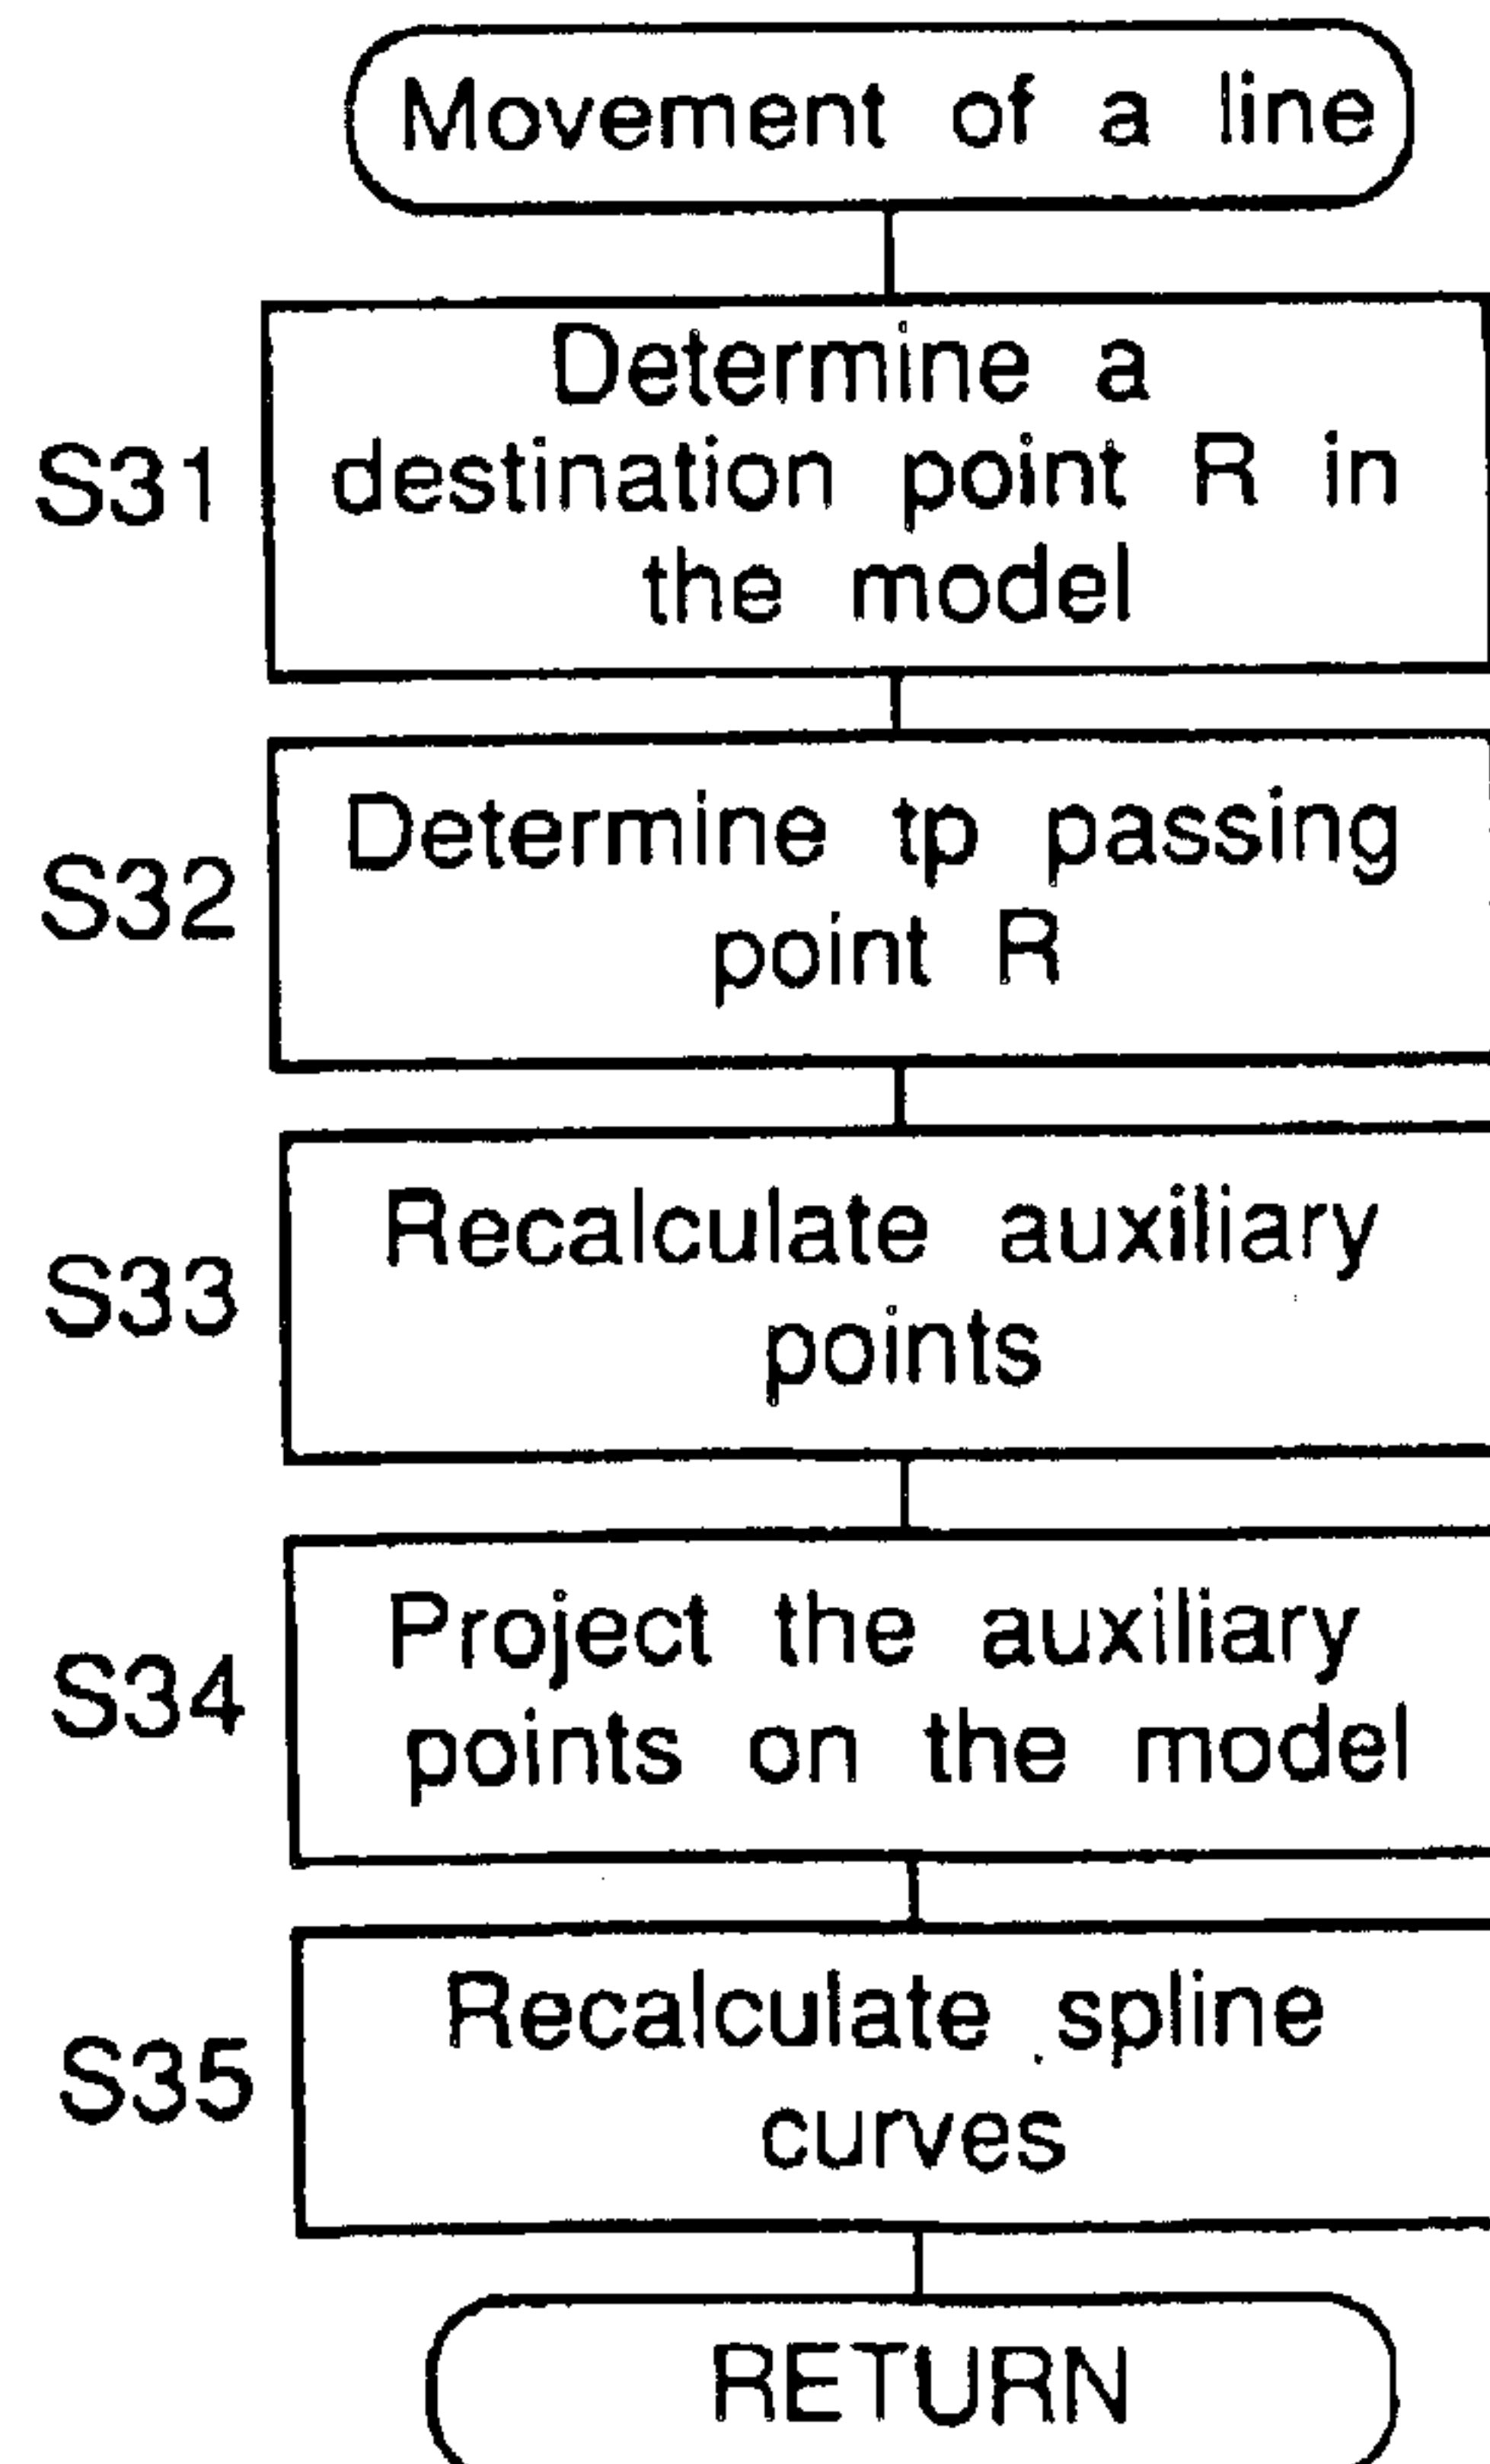 Movement of a line
S31
Determine a
destination point R in
the model
S32
Determine tp passing
point R
S33
Recalculate auxiliary
points
S34
Project the auxiliary
points on the model
S35
Recalculate spline
curves
RETURN